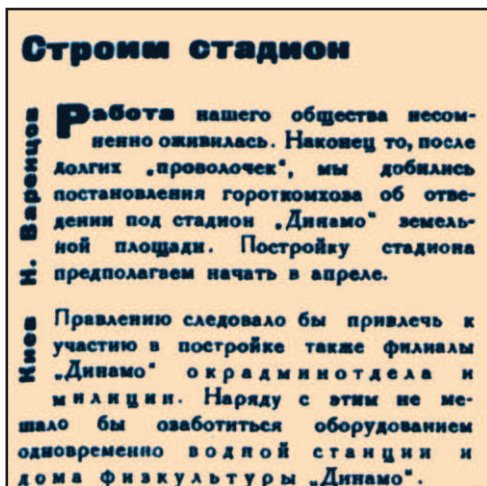 Строим стадион
Н. Варенцов
Работа нашего общества несом-
ненно оживилась. Наконец то, после
долгих „проволочек“, мы добились
постановления гороткомхова об отве-
дении под стадион „Динамо“ земель-
ной площади. Постройку стадиона
предполагаем начать в апреле.
Киев
Правлению следовало бы привлечь к
участию в постройке также филиалы
„Динамо“ окрадминотдела и
милиции. Наряду с этим не ме-
шало бы озаботиться оборудованием
одновременно водной станции и
дома физкультуры „Динамо“.